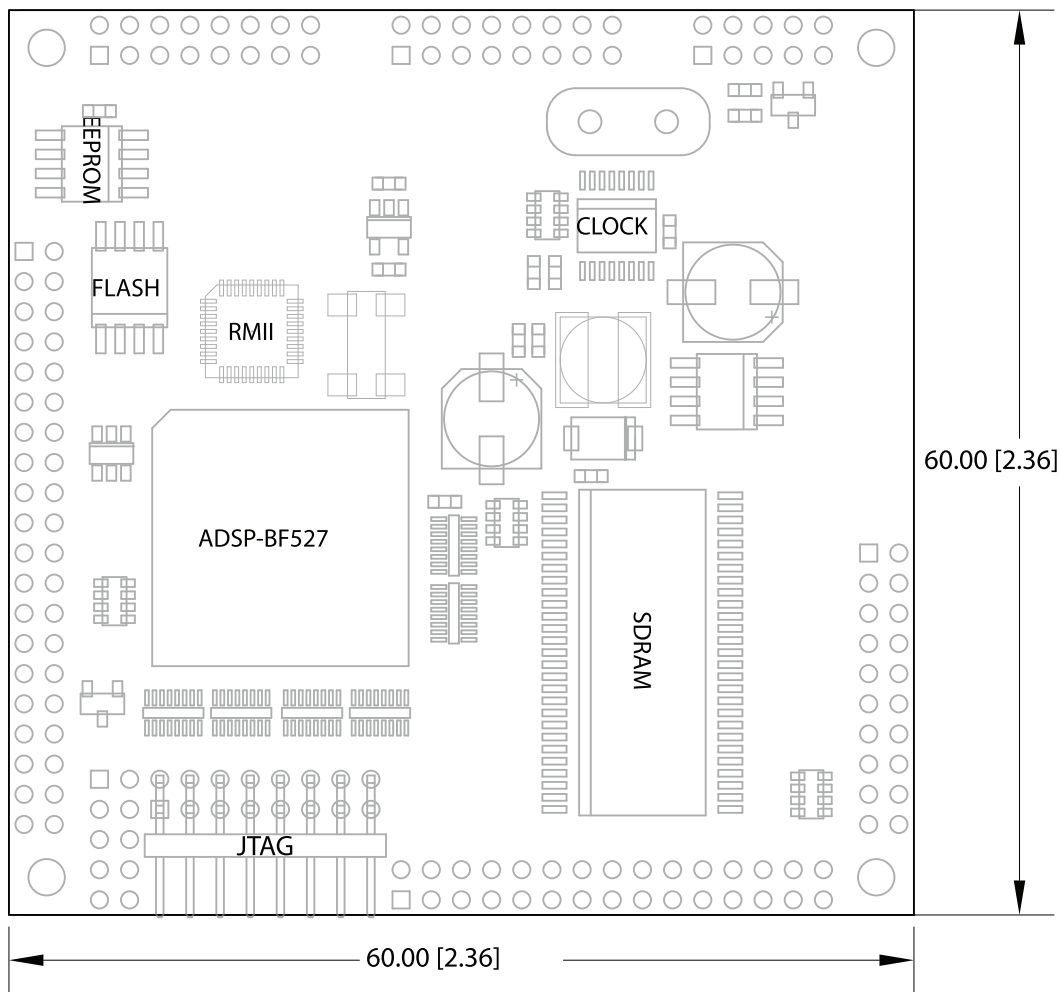 EEPROM
CLOCK
FLASH
RMII
60.00 [2.36]
ADSP-BF527
SDRAM
JTAG
60.00 [2.36]